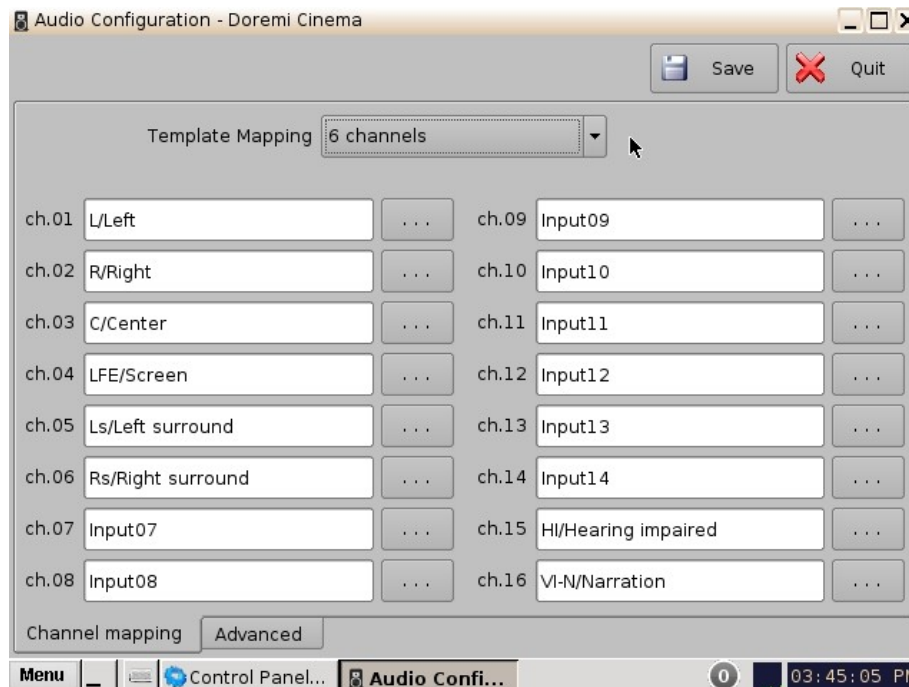 Audio Configuration - Doremi Cinema
Save
Quit
Template Mapping 6 channels
ch.01 L/Left ... ch.09 Input09 ...
ch.02 R/Right ... ch.10 Input10 ...
ch.03 C/Center ... ch.11 Input11 ...
ch.04 LFE/Screen ... ch.12 Input12 ...
ch.05 Ls/Left surround ... ch.13 Input13 ...
ch.06 Rs/Right surround ... ch.14 Input14 ...
ch.07 Input07 ... ch.15 HI/Hearing impaired ...
ch.08 Input08 ... ch.16 VI-N/Narration ...
Channel mapping Advanced
Menu Control Panel... Audio Confi... 0 03:45:05 PM